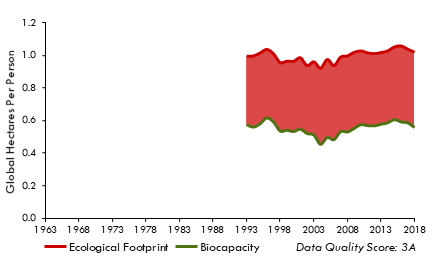 Global Hectares Per Person
1.2
1.0
0.8
0.6
0.4
0.2
0.0
1963 1968 1973 1978 1983 1988 1993 1998 2003 2008 2013 2018
Ecological Footprint Biocapacity Data Quality Score: 3A